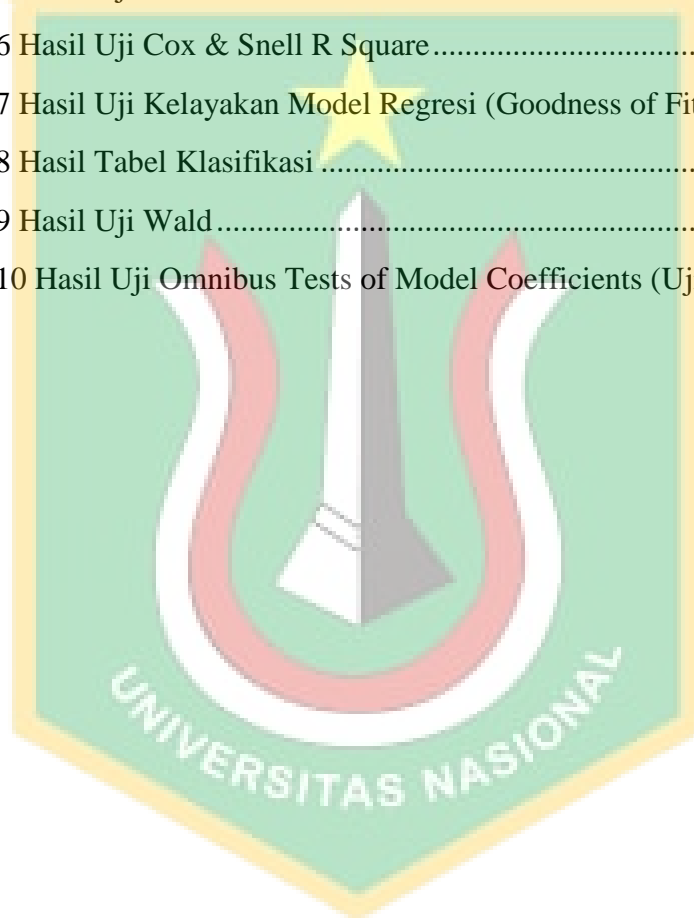 6 Hasil Uji Cox & Snell R Square................................
7 Hasil Uji Kelayakan Model Regresi (Goodness of Fit
8 Hasil Tabel Klasifikasi.............................................
9 Hasil Uji Wald.........................................................
10 Hasil Uji Omnibus Tests of Model Coefficients (Uj
UNIVERSITAS NASIONAL